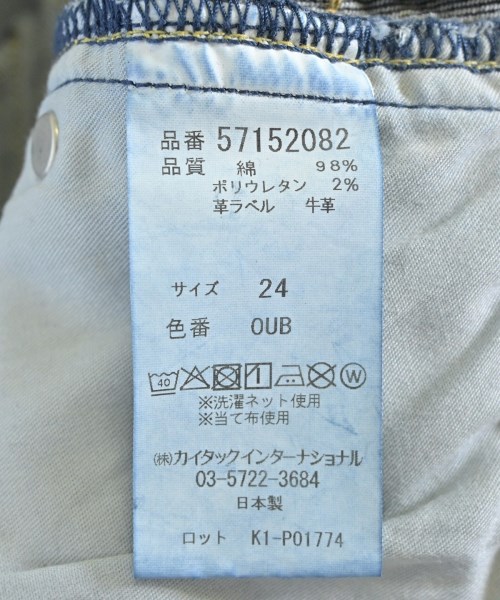 品番 57152082
品質 綿 98%
ポリウレタン 2%
革ラベル 牛革
サイズ 24
色番 OUB
40 W
※洗濯ネット使用
※当て布使用
㈱カイタックインターナショナル
03-5722-3684
日本製
ロット K1-P01774